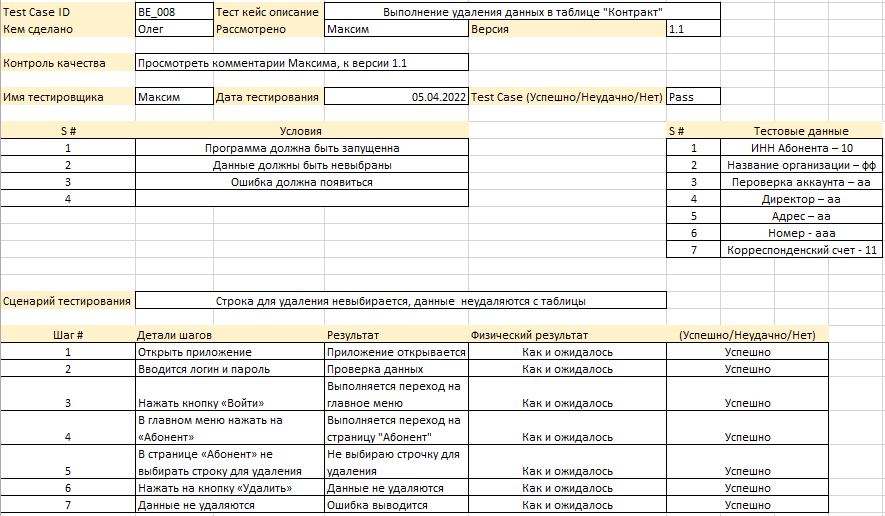 Test Case ID BE_008 Тест кейс описание Выполнение удаления данных в таблице "Контракт"
Кем сделано Олег Рассмотрено Максим Версия 1.1
Контроль качества Просмотреть комментарии Максима, к версии 1.1
Имя тестировщика Максим Дата тестирования 05.04.2022 Test Case (Успешно/Неудачно/Нет) Pass
S # Условия S # Тестовые данные
1 Программа должна быть запущенна 1 ИНН Абонента – 10
2 Данные должны быть невыбраны 2 Название организации – фф
3 Ошибка должна появиться 3 Пероверка аккаунта – аа
4 4 Директор – аа
5 Адрес – аа
6 Номер - ааа
7 Корреспонденский счет - 11
Сценарий тестирования Строка для удаления невыбирается, данные неудаляются с таблицы
Шаг # Детали шагов Результат Физический результат (Успешно/Неудачно/Нет)
1 Открыть приложение Приложение открывается Как и ожидалось Успешно
2 Вводится логин и пароль Проверка данных Как и ожидалось Успешно
Выполняется переход на
3 Нажать кнопку «Войти» главное меню Как и ожидалось Успешно
В главном меню нажать на Выполняется переход на
4 «Абонент» страницу "Абонент" Как и ожидалось Успешно
В странице «Абонент» не Не выбираю строчку для
5 выбирать строку для удаления удаления Как и ожидалось Успешно
6 Нажать на кнопку «Удалить» Данные не удаляются Как и ожидалось Успешно
7 Данные не удаляются Ошибка выводится Как и ожидалось Успешно